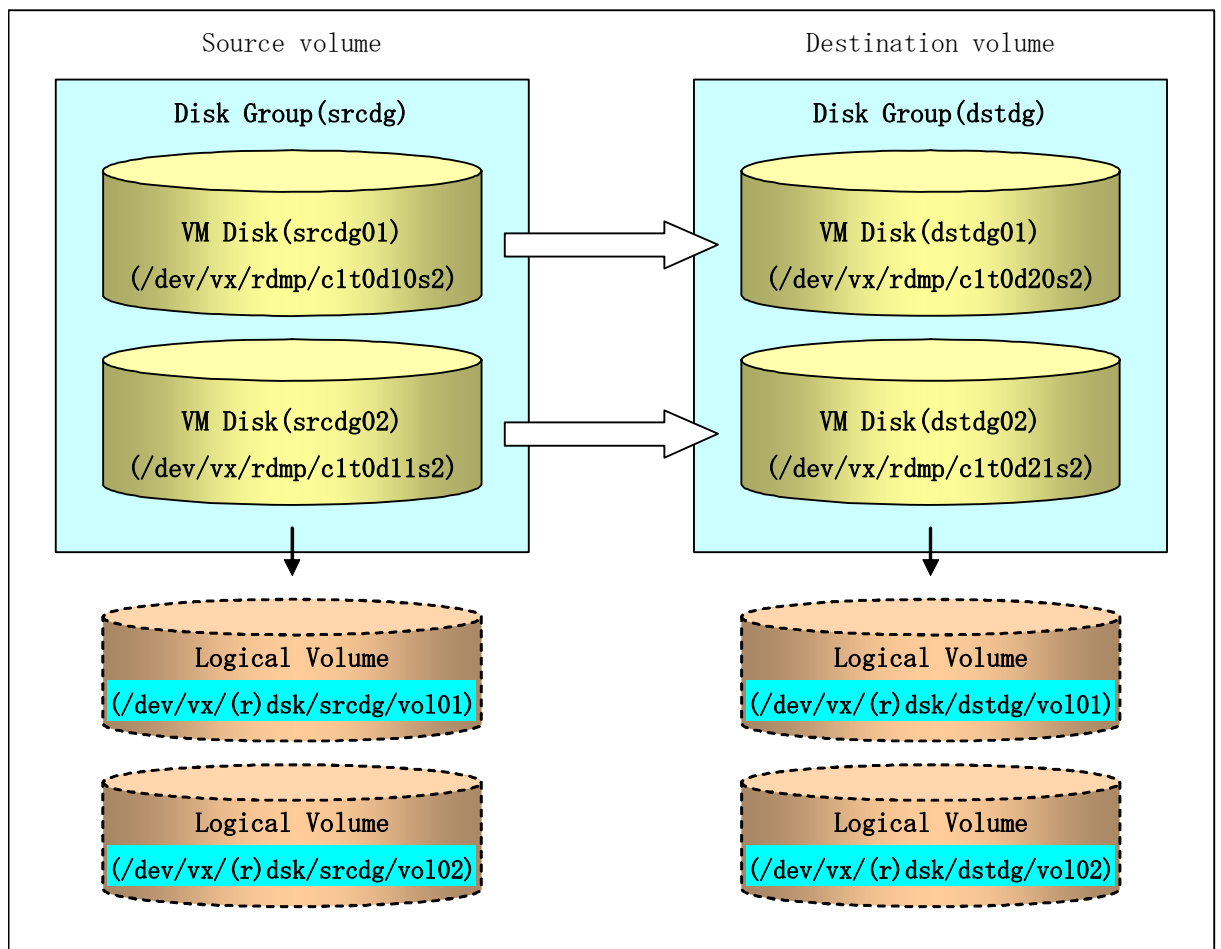 Source volume
Destination volume
Disk Group(srcdg)
VM Disk(srcdg01)
(/dev/vx/rdmp/c1t0d10s2)
VM Disk(srcdg02)
(/dev/vx/rdmp/c1t0d11s2)
Logical Volume
(/dev/vx/(r)dsk/srcdg/vol01)
Logical Volume
(/dev/vx/(r)dsk/srcdg/vol02)
Disk Group(dstdg)
VM Disk(dstdg01)
(/dev/vx/rdmp/c1t0d20s2)
VM Disk(dstdg02)
(/dev/vx/rdmp/c1t0d21s2)
Logical Volume
(/dev/vx/(r)dsk/dstdg/vol01)
Logical Volume
(/dev/vx/(r)dsk/dstdg/vol02)